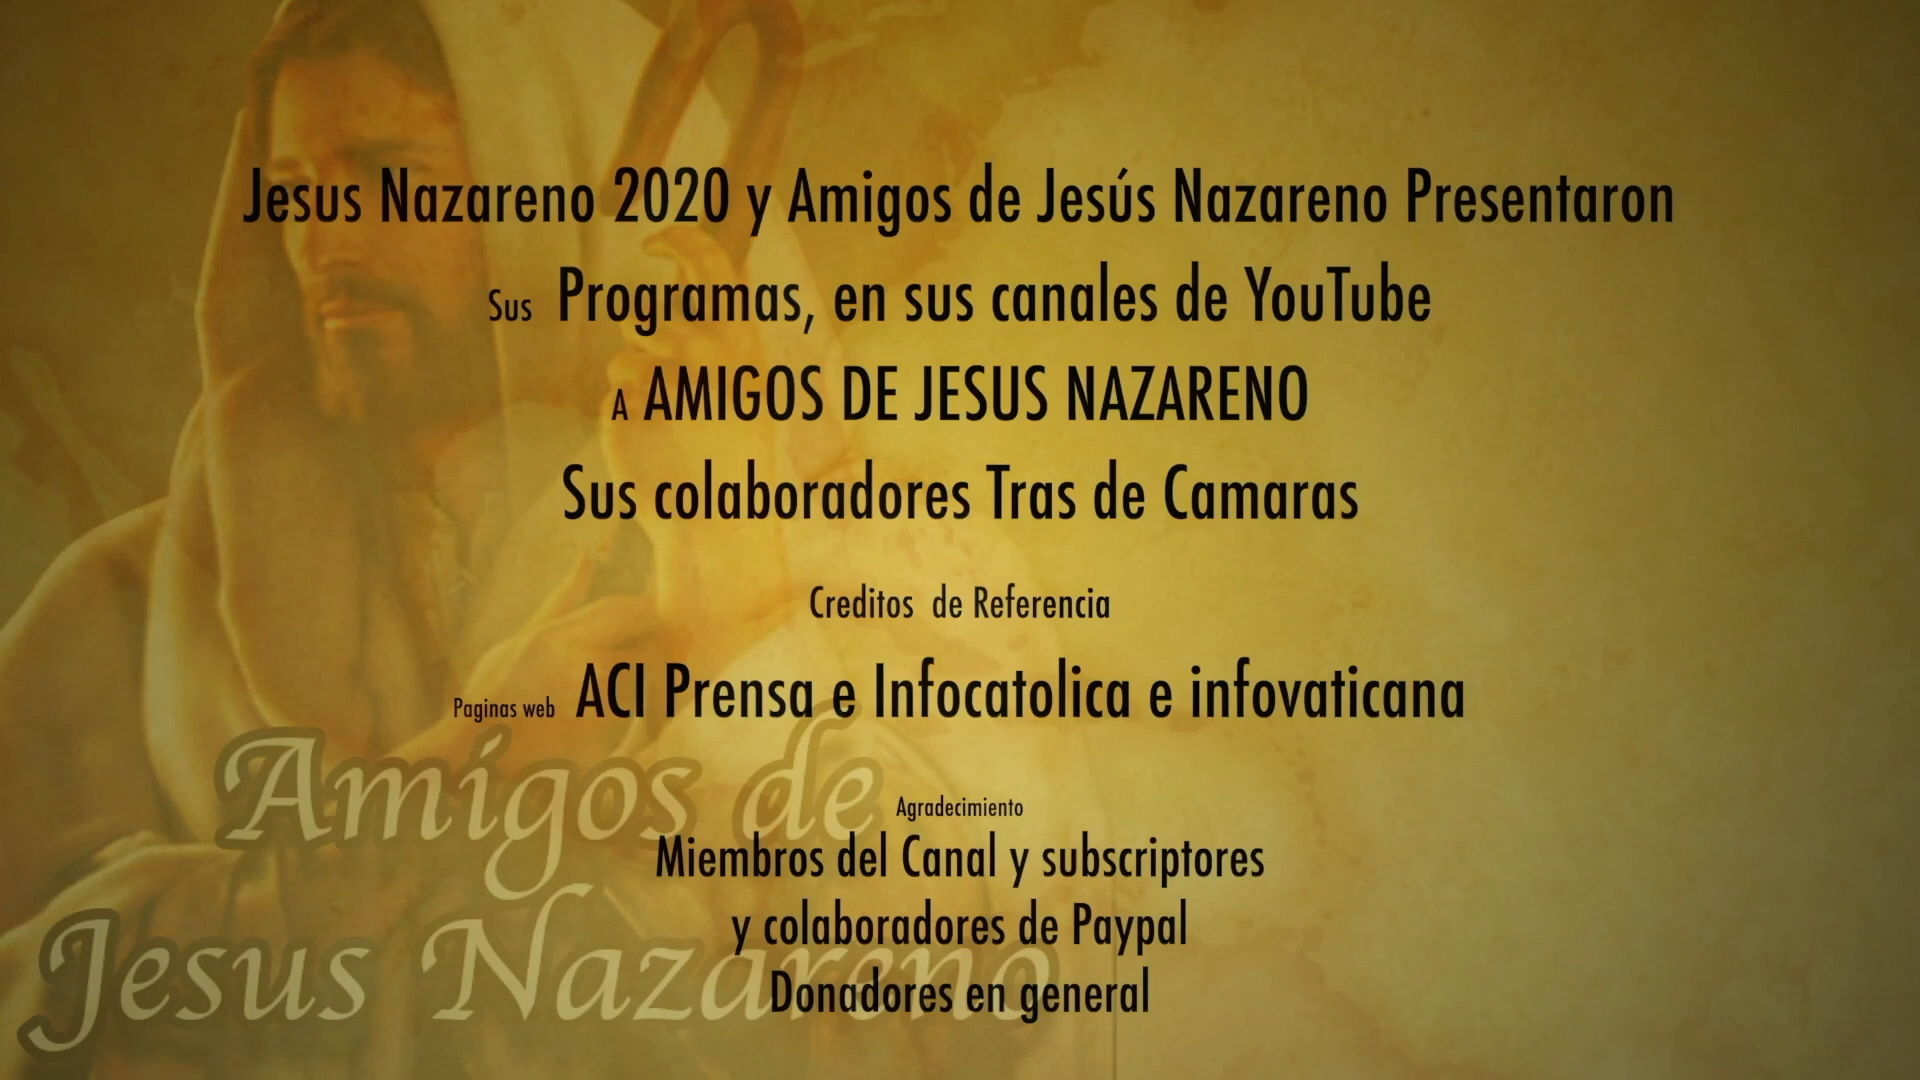 Jesus Nazareno 2020 y Amigos de Jesús Nazareno Presentaron
Sus Programas, en sus canales de YouTube
A AMIGOS DE JESUS NAZARENO
Sus colaboradores Tras de Camaras
Creditos de Referencia
Paginas web ACI Prensa e Infocatolica e infovaticana
Agradecimiento
Miembros del Canal y subscriptores
y colaboradores de Paypal
Donadores en general
Amigos de
Jesus Nazareno